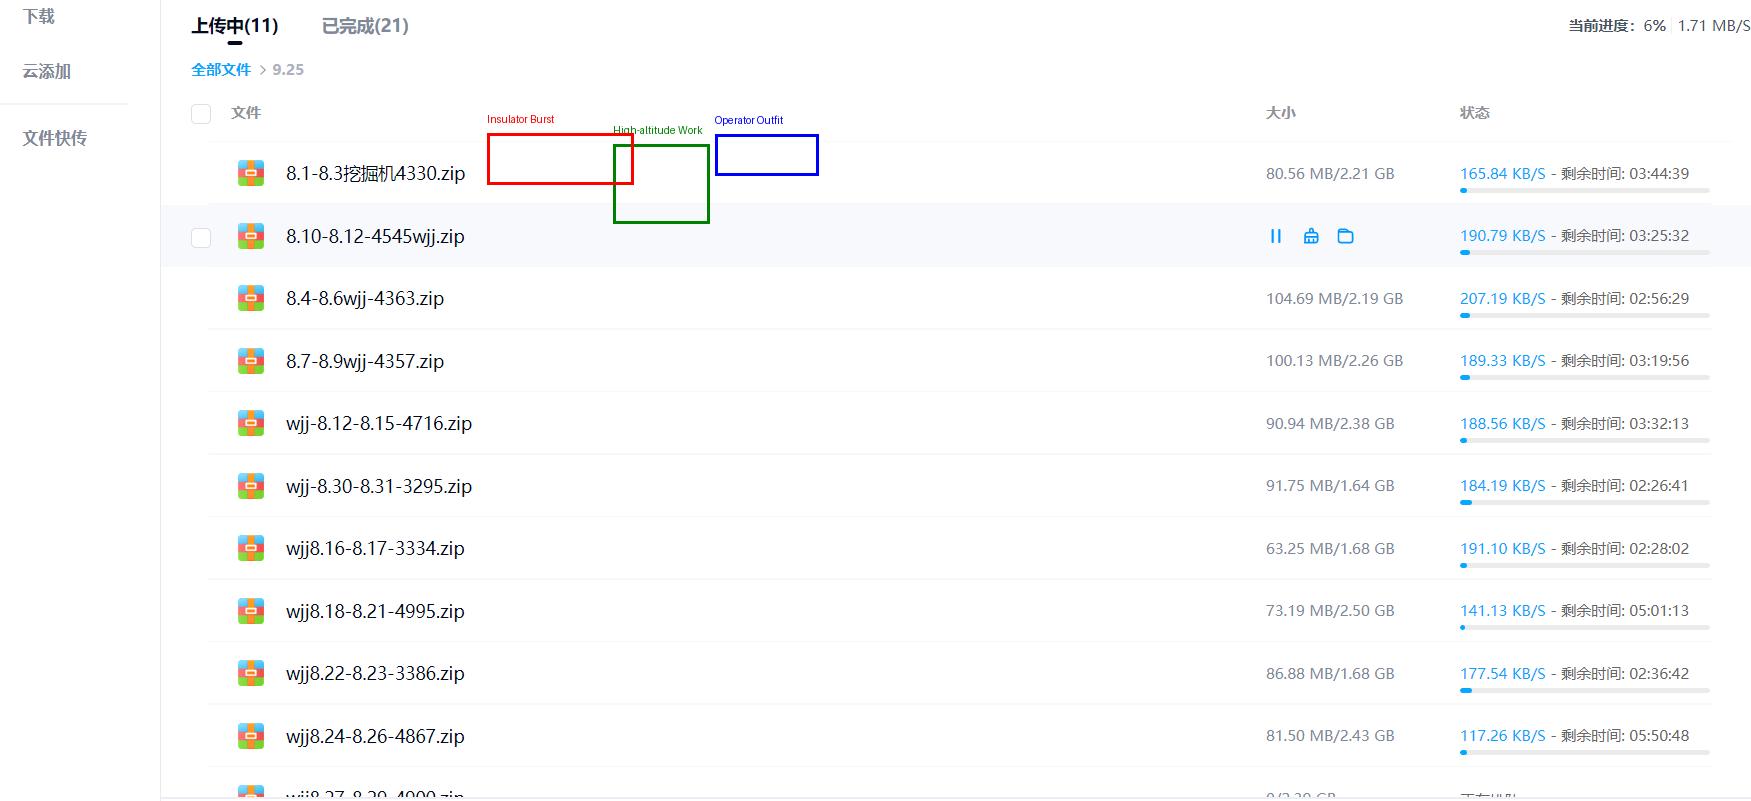 下载
云添加
文件快传
上传中(11) 已完成(21) 当前进度: 6% 1.71 MB/S
全部文件 > 9.25
文件 大小 状态
Insulator Burst
High-altitude Work
Operator Outfit
8.1-8.3挖掘机4330.zip 80.56 MB/2.21 GB 165.84 KB/S - 剩余时间: 03:44:39
8.10-8.12-4545wjj.zip 190.79 KB/S - 剩余时间: 03:25:32
8.4-8.6wjj-4363.zip 104.69 MB/2.19 GB 207.19 KB/S - 剩余时间: 02:56:29
8.7-8.9wjj-4357.zip 100.13 MB/2.26 GB 189.33 KB/S - 剩余时间: 03:19:56
wjj-8.12-8.15-4716.zip 90.94 MB/2.38 GB 188.56 KB/S - 剩余时间: 03:32:13
wjj-8.30-8.31-3295.zip 91.75 MB/1.64 GB 184.19 KB/S - 剩余时间: 02:26:41
wjj8.16-8.17-3334.zip 63.25 MB/1.68 GB 191.10 KB/S - 剩余时间: 02:28:02
wjj8.18-8.21-4995.zip 73.19 MB/2.50 GB 141.13 KB/S - 剩余时间: 05:01:13
wjj8.22-8.23-3386.zip 86.88 MB/1.68 GB 177.54 KB/S - 剩余时间: 02:36:42
wjj8.24-8.26-4867.zip 81.50 MB/2.43 GB 117.26 KB/S - 剩余时间: 05:50:48